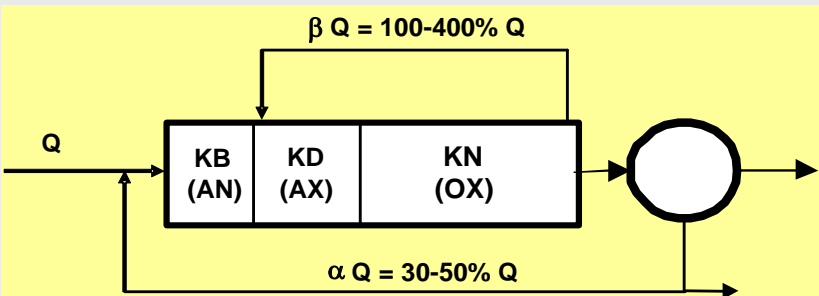 β Q = 100-400% Q
Q
KB
(AN)
KD
(AX)
KN
(OX)
α Q = 30-50% Q